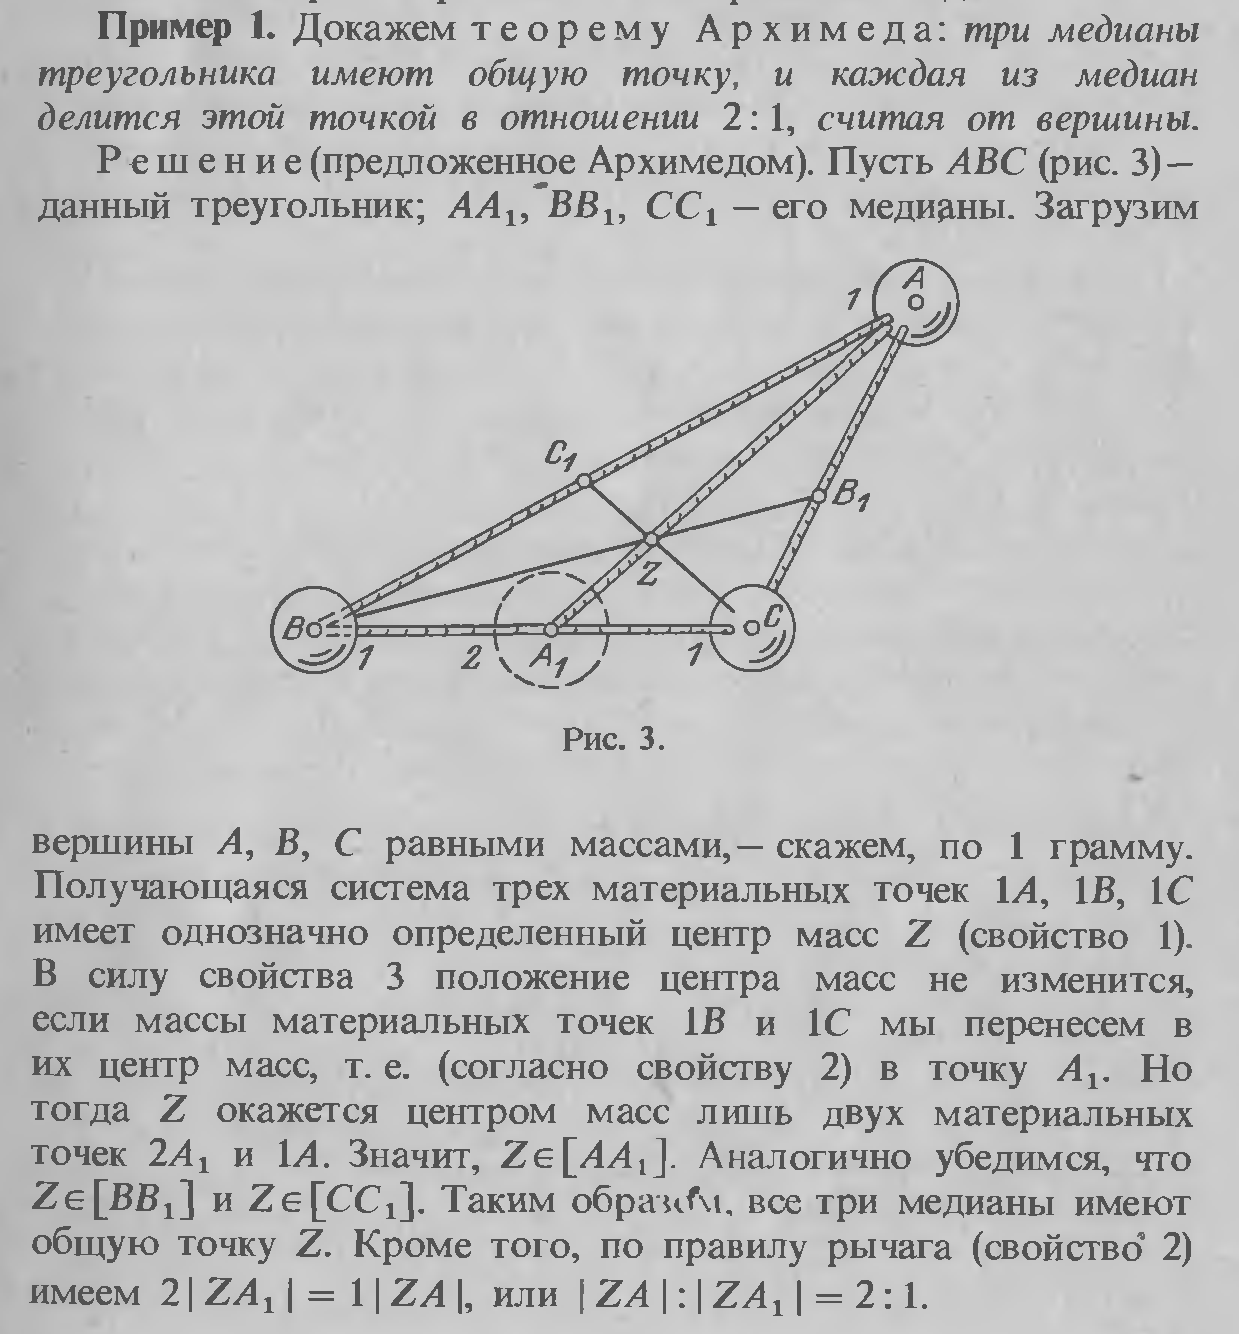 Пример 1. Докажем теорему Архимеда: три медианы
треугольника имеют общую точку, и каждая из медиан
делится этой точкой в отношении 2:1, считая от вершины.
Решение (предложенное Архимедом). Пусть ABC (рис. 3) —
данный треугольник; AA₁, BB₁, CC₁ — его медианы. Загрузим
A
1
C₁
B₁
Z
B
C
1
2
A₁
1
Рис. 3.
вершины A, B, C равными массами, — скажем, по 1 грамму.
Получающаяся система трех материальных точек 1A, 1B, 1C
имеет однозначно определенный центр масс Z (свойство 1).
В силу свойства 3 положение центра масс не изменится,
если массы материальных точек 1B и 1C мы перенесем в
их центр масс, т. е. (согласно свойству 2) в точку A₁. Но
тогда Z окажется центром масс лишь двух материальных
точек 2A₁ и 1A. Значит, Z∈[AA₁]. Аналогично убедимся, что
Z∈[BB₁] и Z∈[CC₁]. Таким образом, все три медианы имеют
общую точку Z. Кроме того, по правилу рычага (свойство 2)
имеем 2|ZA₁| = 1|ZA|, или |ZA|:|ZA₁| = 2:1.